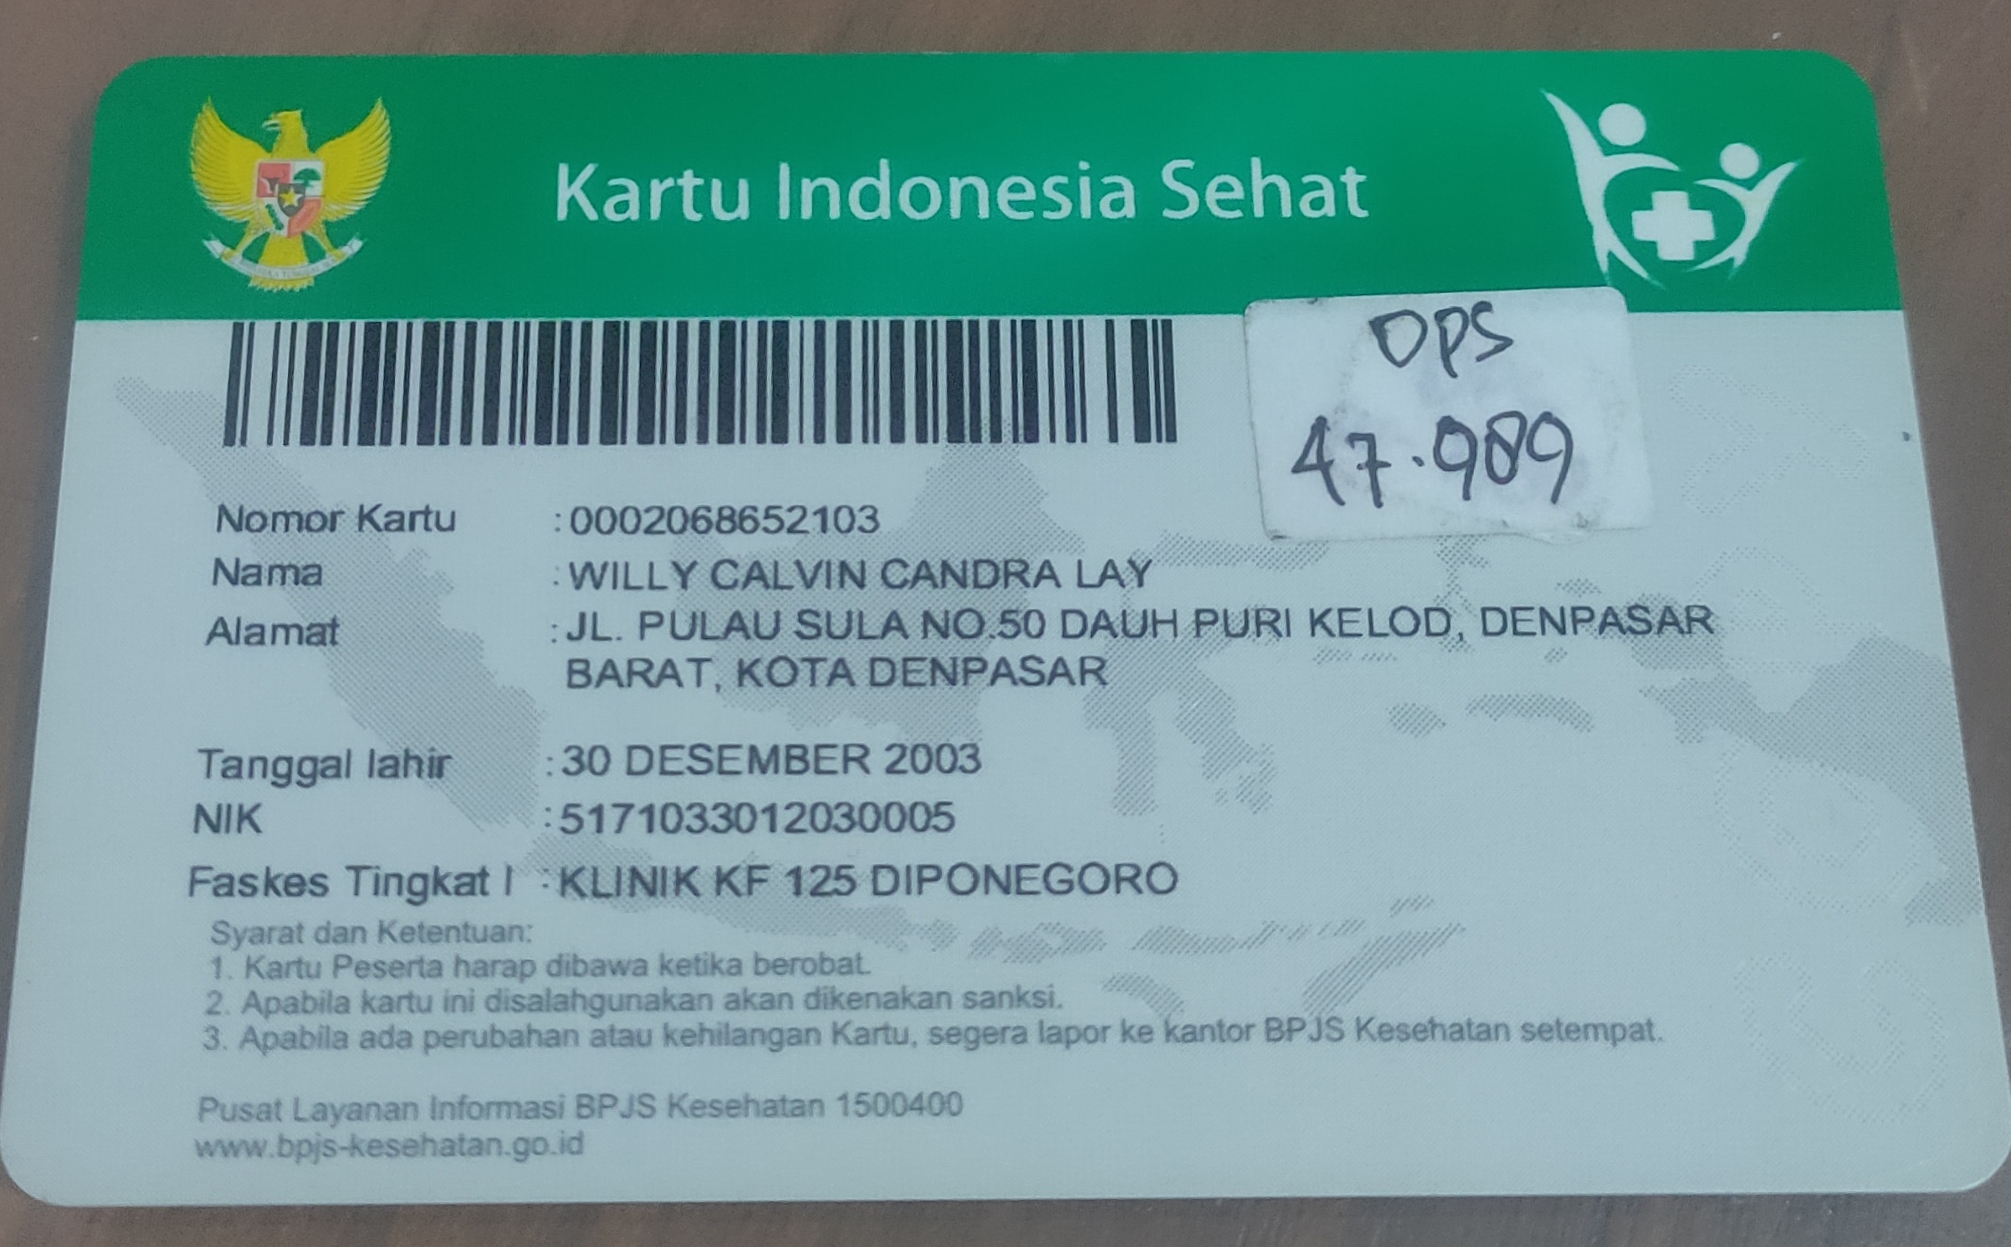 Kartu Indonesia Sehat
DPS
47.989
Nomor Kartu : 0002068652103
Nama : WILLY CALVIN CANDRA LAY
Alamat : JL. PULAU SULA NO.50 DAUH PURI KELOD, DENPASAR
BARAT, KOTA DENPASAR
Tanggal lahir : 30 DESEMBER 2003
NIK : 5171033012030005
Faskes Tingkat I : KLINIK KF 125 DIPONEGORO
Syarat dan Ketentuan:
1. Kartu Peserta harap dibawa ketika berobat.
2. Apabila kartu ini disalahgunakan akan dikenakan sanksi.
3. Apabila ada perubahan atau kehilangan Kartu, segera lapor ke kantor BPJS Kesehatan setempat.
Pusat Layanan Informasi BPJS Kesehatan 1500400
www.bpjs-kesehatan.go.id